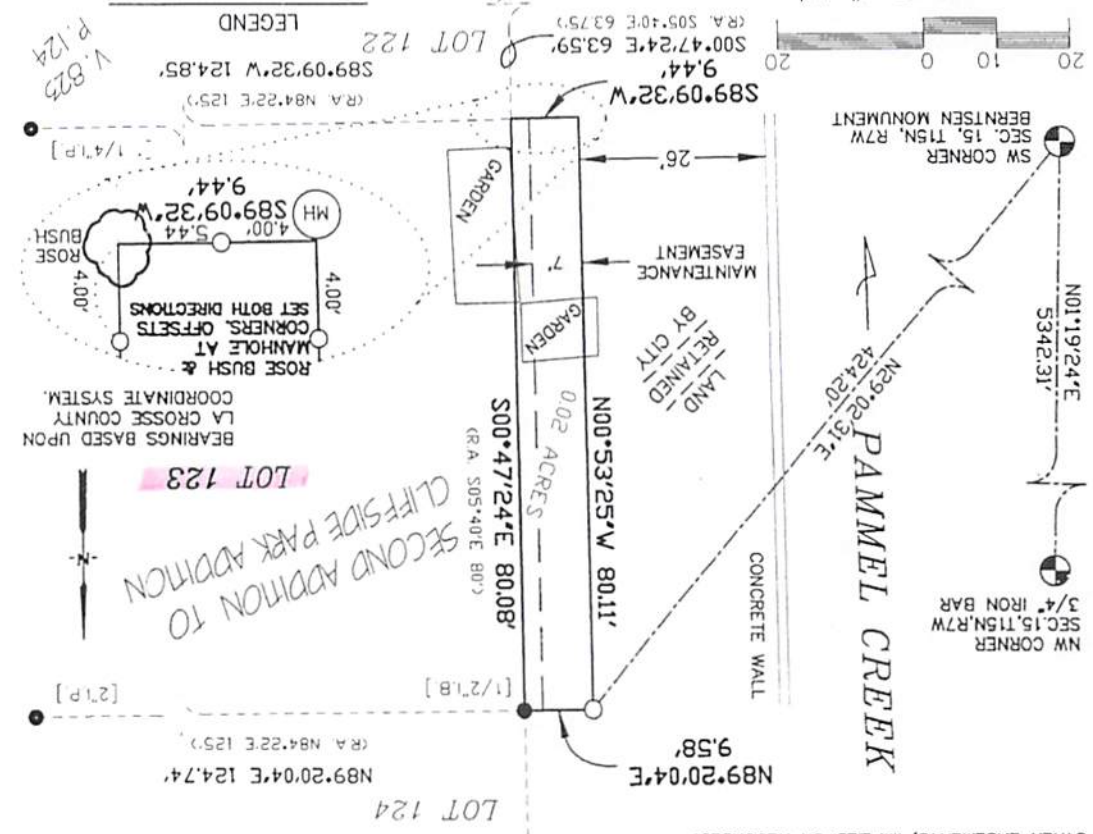 LOT 124
N89°20'04"E 124.74'
(R.A. N84°22'E 125')
N89°20'04"E
9.58'
[2"I.P.]
[1/2"I.B.]
NW CORNER
SEC.15,T15N,R7W
3/4" IRON BAR
SECOND ADDITION TO
CLIFFSIDE PARK ADDITION
LOT 123
-N-
BEARINGS BASED UPON
LA CROSSE COUNTY
COORDINATE SYSTEM.
S00°47'24"E 80.08'
(R.A. S05°40'E 80')
N00°53'25"W 80.11'
0.02 ACRES
CONCRETE WALL
PAMMEL CREEK
N29°02'31"E
424.20'
N01°19'24"E
5342.31'
ROSE BUSH &
MANHOLE AT
CORNERS. OFFSETS
SET BOTH DIRECTIONS
4.00'
4.00'
ROSE
BUSH
MH
4.00'
5.44
S89°09'32"W
9.44'
GARDEN
GARDEN
LAND
RETAINED
BY CITY
MAINTENANCE
EASEMENT
7'
26'
1/4"I.P.]
(R.A. N84°22'E 125')
S89°09'32"W 124.85'
LOT 122
S89°09'32"W
9.44'
S00°47'24"E 63.59'
(R.A. S05°40'E 63.75')
SW CORNER
SEC. 15, T15N, R7W
BERNTSEN MONUMENT
20 10 0 20
LEGEND
V. 823
P. 124